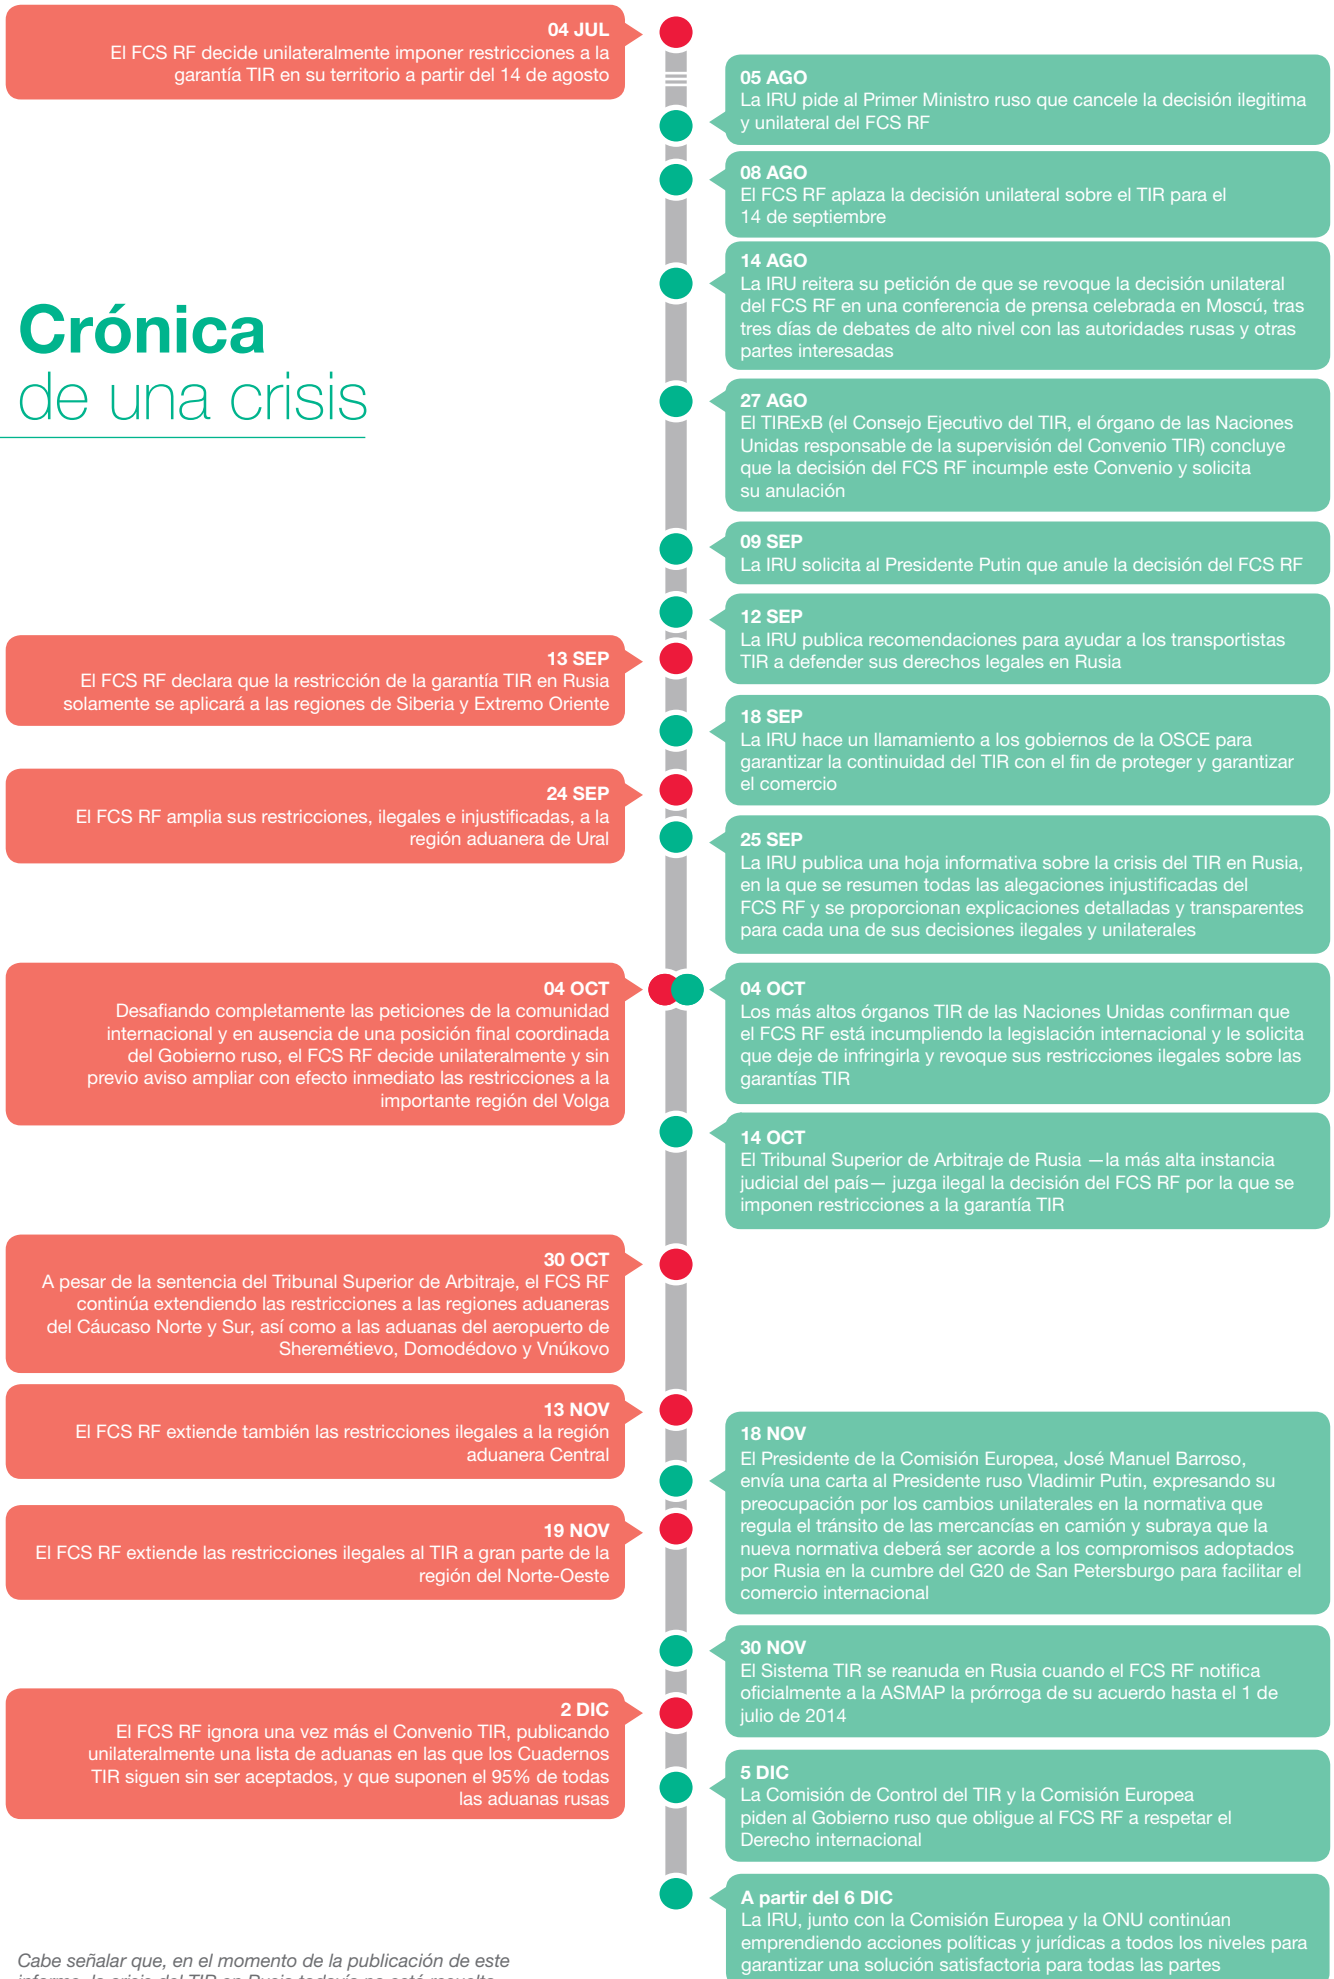 04 JUL
El FCS RF decide unilateralmente imponer restricciones a la
garantía TIR en su territorio a partir del 14 de agosto
05 AGO
La IRU pide al Primer Ministro ruso que cancele la decisión ilegitima
y unilateral del FCS RF
08 AGO
El FCS RF aplaza la decisión unilateral sobre el TIR para el
14 de septiembre
14 AGO
La IRU reitera su petición de que se revoque la decisión unilateral
del FCS RF en una conferencia de prensa celebrada en Moscú, tras
tres días de debates de alto nivel con las autoridades rusas y otras
partes interesadas
Crónica
de una crisis
27 AGO
El TIRExB (el Consejo Ejecutivo del TIR, el órgano de las Naciones
Unidas responsable de la supervisión del Convenio TIR) concluye
que la decisión del FCS RF incumple este Convenio y solicita
su anulación
09 SEP
La IRU solicita al Presidente Putin que anule la decisión del FCS RF
12 SEP
La IRU publica recomendaciones para ayudar a los transportistas
TIR a defender sus derechos legales en Rusia
13 SEP
El FCS RF declara que la restricción de la garantía TIR en Rusia
solamente se aplicará a las regiones de Siberia y Extremo Oriente
18 SEP
La IRU hace un llamamiento a los gobiernos de la OSCE para
garantizar la continuidad del TIR con el fin de proteger y garantizar
el comercio
24 SEP
El FCS RF amplia sus restricciones, ilegales e injustificadas, a la
región aduanera de Ural
25 SEP
La IRU publica una hoja informativa sobre la crisis del TIR en Rusia,
en la que se resumen todas las alegaciones injustificadas del
FCS RF y se proporcionan explicaciones detalladas y transparentes
para cada una de sus decisiones ilegales y unilaterales
04 OCT
Desafiando completamente las peticiones de la comunidad
internacional y en ausencia de una posición final coordinada
del Gobierno ruso, el FCS RF decide unilateralmente y sin
previo aviso ampliar con efecto inmediato las restricciones a la
importante región del Volga
04 OCT
Los más altos órganos TIR de las Naciones Unidas confirman que
el FCS RF está incumpliendo la legislación internacional y le solicita
que deje de infringirla y revoque sus restricciones ilegales sobre las
garantías TIR
14 OCT
El Tribunal Superior de Arbitraje de Rusia —la más alta instancia
judicial del país— juzga ilegal la decisión del FCS RF por la que se
imponen restricciones a la garantía TIR
30 OCT
A pesar de la sentencia del Tribunal Superior de Arbitraje, el FCS RF
continúa extendiendo las restricciones a las regiones aduaneras
del Cáucaso Norte y Sur, así como a las aduanas del aeropuerto de
Sheremétievo, Domodédovo y Vnúkovo
13 NOV
El FCS RF extiende también las restricciones ilegales a la región
aduanera Central
18 NOV
El Presidente de la Comisión Europea, José Manuel Barroso,
envía una carta al Presidente ruso Vladimir Putin, expresando su
preocupación por los cambios unilaterales en la normativa que
regula el tránsito de las mercancías en camión y subraya que la
nueva normativa deberá ser acorde a los compromisos adoptados
por Rusia en la cumbre del G20 de San Petersburgo para facilitar el
comercio internacional
19 NOV
El FCS RF extiende las restricciones ilegales al TIR a gran parte de la
región del Norte-Oeste
30 NOV
El Sistema TIR se reanuda en Rusia cuando el FCS RF notifica
oficialmente a la ASMAP la prórroga de su acuerdo hasta el 1 de
julio de 2014
2 DIC
El FCS RF ignora una vez más el Convenio TIR, publicando
unilateralmente una lista de aduanas en las que los Cuadernos
TIR siguen sin ser aceptados, y que suponen el 95% de todas
las aduanas rusas
5 DIC
La Comisión de Control del TIR y la Comisión Europea
piden al Gobierno ruso que obligue al FCS RF a respetar el
Derecho internacional
A partir del 6 DIC
La IRU, junto con la Comisión Europea y la ONU continúan
emprendiendo acciones políticas y jurídicas a todos los niveles para
garantizar una solución satisfactoria para todas las partes
Cabe señalar que, en el momento de la publicación de este
informe, la crisis del TIR en Rusia todavía no está resuelta